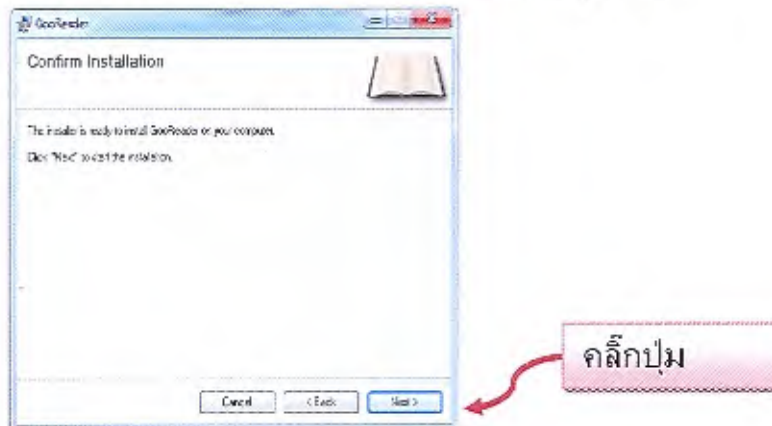 GooReader
Confirm Installation
The installer is ready to install GooReader on your computer.
Click "Next" to start the installation.
Cancel
< Back
Next >
คลิ๊กปุ่ม